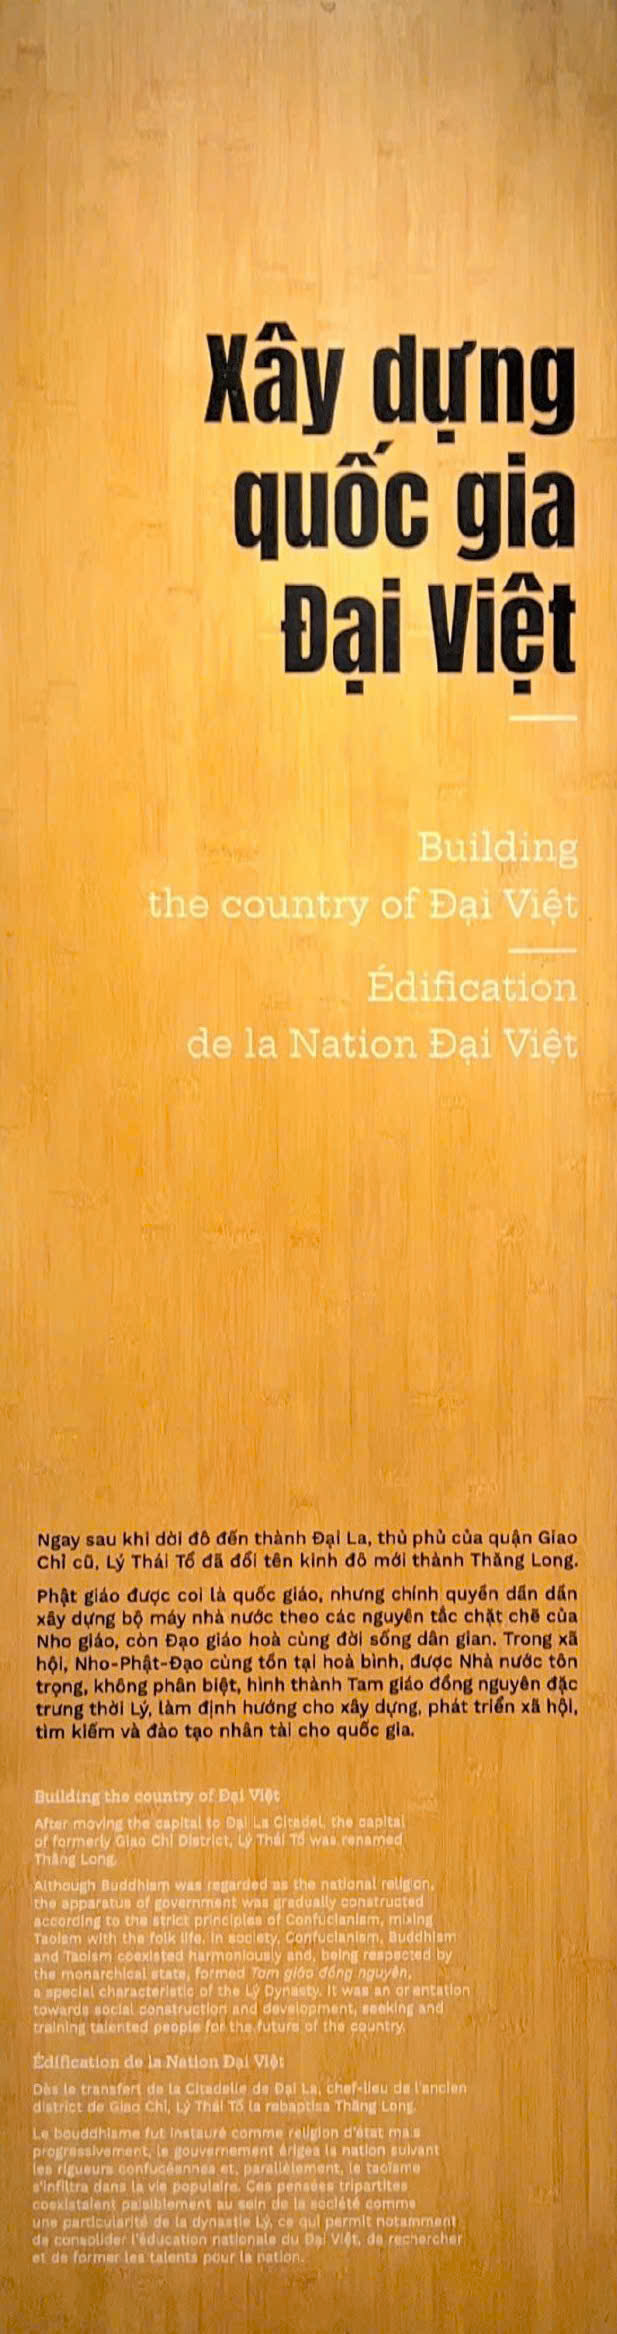 Xây dựng
quốc gia
Đại Việt
Building
the country of Đại Việt
Édification
de la Nation Đại Việt
Ngay sau khi dời đô đến thành Đại La, thủ phủ của quận Giao
Chỉ cũ, Lý Thái Tổ đã đổi tên kinh đô mới thành Thăng Long.
Phật giáo được coi là quốc giáo, nhưng chính quyền dần dần
xây dựng bộ máy nhà nước theo các nguyên tắc chặt chẽ của
Nho giáo, còn Đạo giáo hoà cùng đời sống dân gian. Trong xã
hội, Nho-Phật-Đạo cùng tồn tại hoà bình, được Nhà nước tôn
trọng, không phân biệt, hình thành Tam giáo đồng nguyên đặc
trưng thời Lý, làm định hướng cho xây dựng, phát triển xã hội,
tìm kiếm và đào tạo nhân tài cho quốc gia.
Building the country of Đại Việt
After moving the capital to Đại La Citadel, the capital
of formerly Giao Chỉ District, Lý Thái Tổ was renamed
Thăng Long.
Although Buddhism was regarded as the national religion,
the apparatus of government was gradually constructed
according to the strict principles of Confucianism, mixing
Taoism with the folk life. In society, Confucianism, Buddhism
and Taoism coexisted harmoniously and, being respected by
the monarchical state, formed Tam giáo đồng nguyên,
a special characteristic of the Lý Dynasty. It was an orientation
towards social construction and development, seeking and
training talented people for the future of the country.
Édification de la Nation Đại Việt
Dès le transfert de la Citadelle de Đại La, chef-lieu de l'ancien
district de Giao Chỉ, Lý Thái Tổ la rebaptisa Thăng Long.
Le bouddhisme fut instauré comme religion d'état mais
progressivement, le gouvernement érigea la nation suivant
les rigueurs confucéennes et, parallèlement, le taoïsme
s'infiltra dans la vie populaire. Ces pensées tripartites
coexistaient paisiblement au sein de la société comme
une particularité de la dynastie Lý, ce qui permit notamment
de consolider l'éducation nationale du Đại Việt, de rechercher
et de former les talents pour la nation.